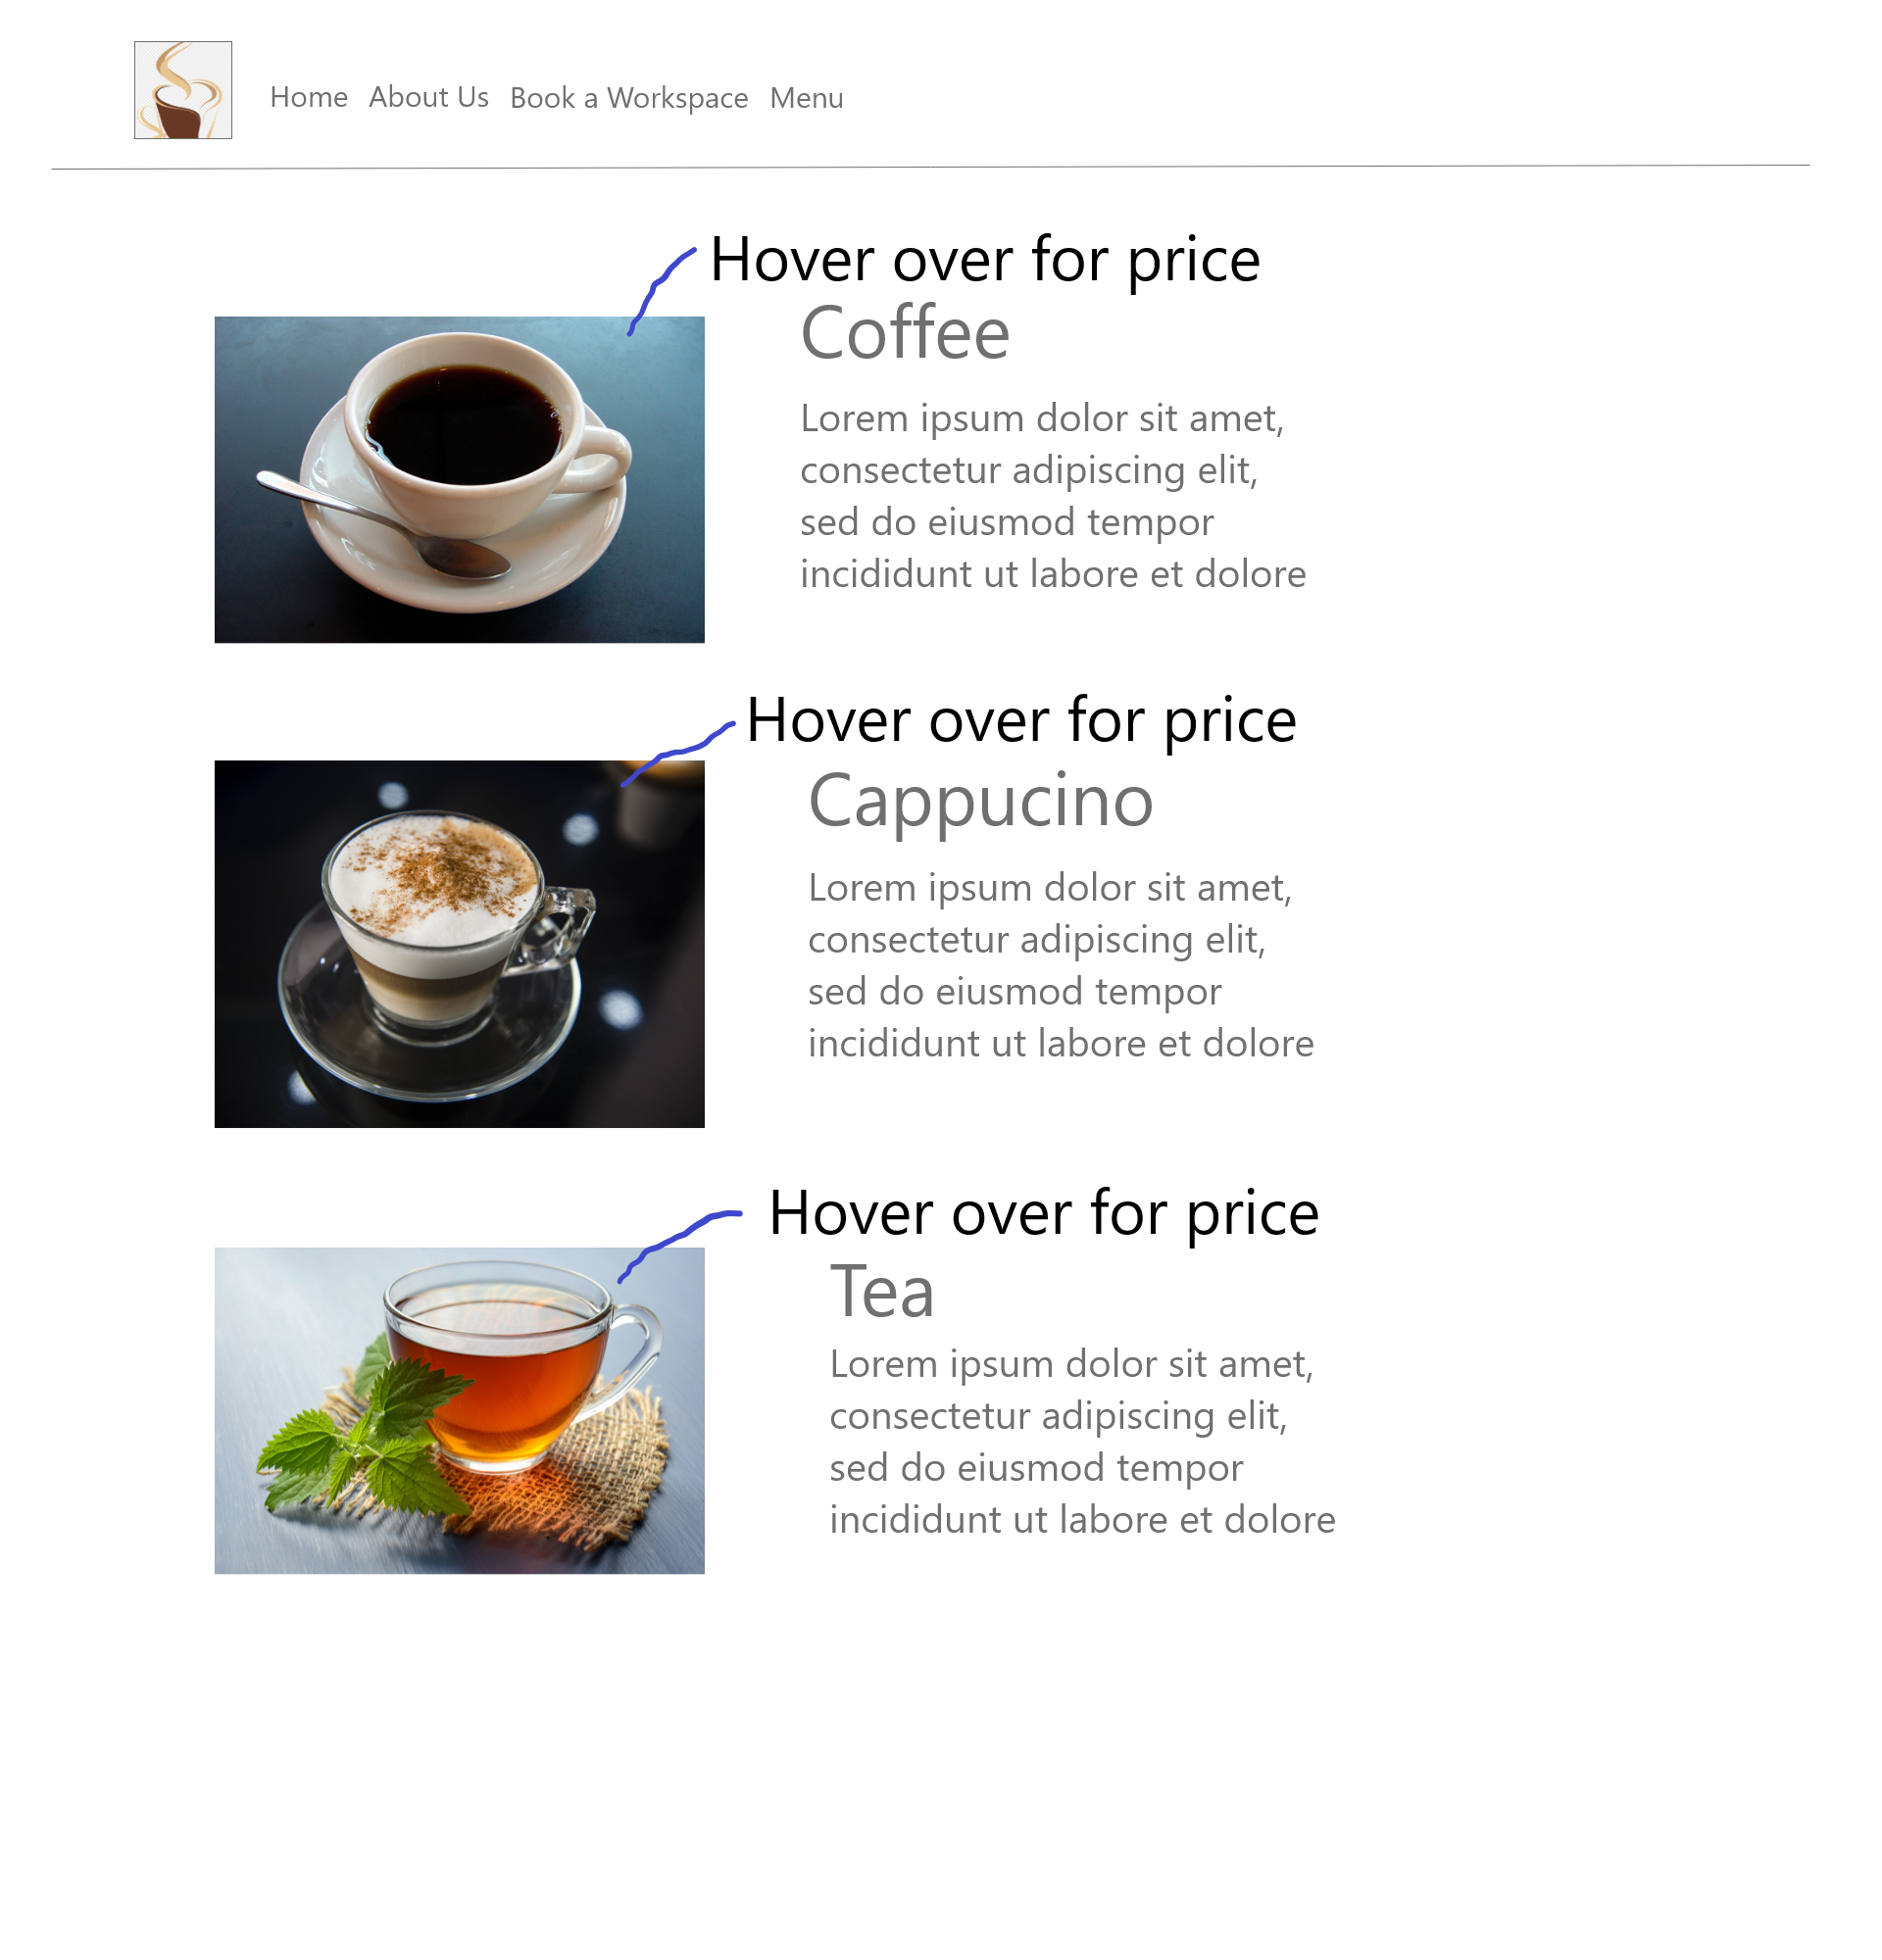 Home About Us Book a Workspace Menu
Hover over for price
Coffee
Lorem ipsum dolor sit amet,
consectetur adipiscing elit,
sed do eiusmod tempor
incididunt ut labore et dolore
Hover over for price
Cappucino
Lorem ipsum dolor sit amet,
consectetur adipiscing elit,
sed do eiusmod tempor
incididunt ut labore et dolore
Hover over for price
Tea
Lorem ipsum dolor sit amet,
consectetur adipiscing elit,
sed do eiusmod tempor
incididunt ut labore et dolore